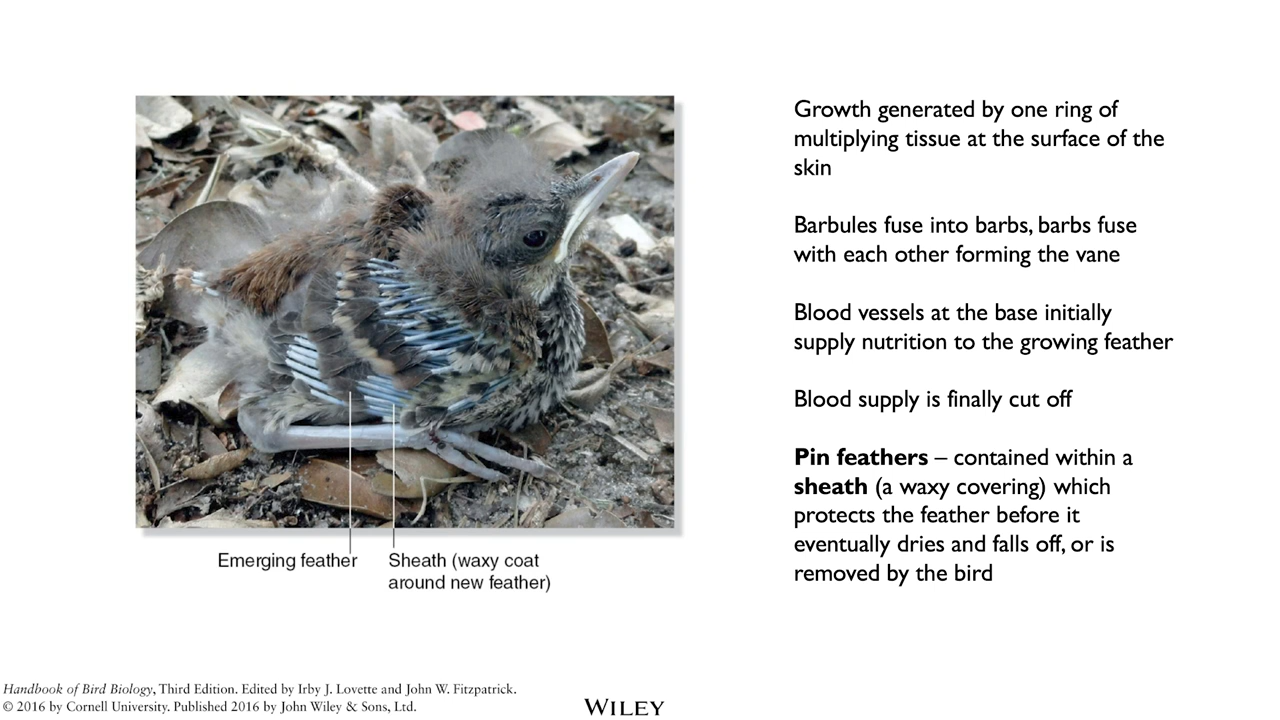 Growth generated by one ring of
multiplying tissue at the surface of the
skin
Barbules fuse into barbs, barbs fuse
with each other forming the vane
Blood vessels at the base initially
supply nutrition to the growing feather
Blood supply is finally cut off
Pin feathers – contained within a
sheath (a waxy covering) which
protects the feather before it
eventually dries and falls off, or is
removed by the bird
Emerging feather
Sheath (waxy coat
around new feather)
Handbook of Bird Biology, Third Edition. Edited by Irby J. Lovette and John W. Fitzpatrick.
© 2016 by Cornell University. Published 2016 by John Wiley & Sons, Ltd.
WILEY